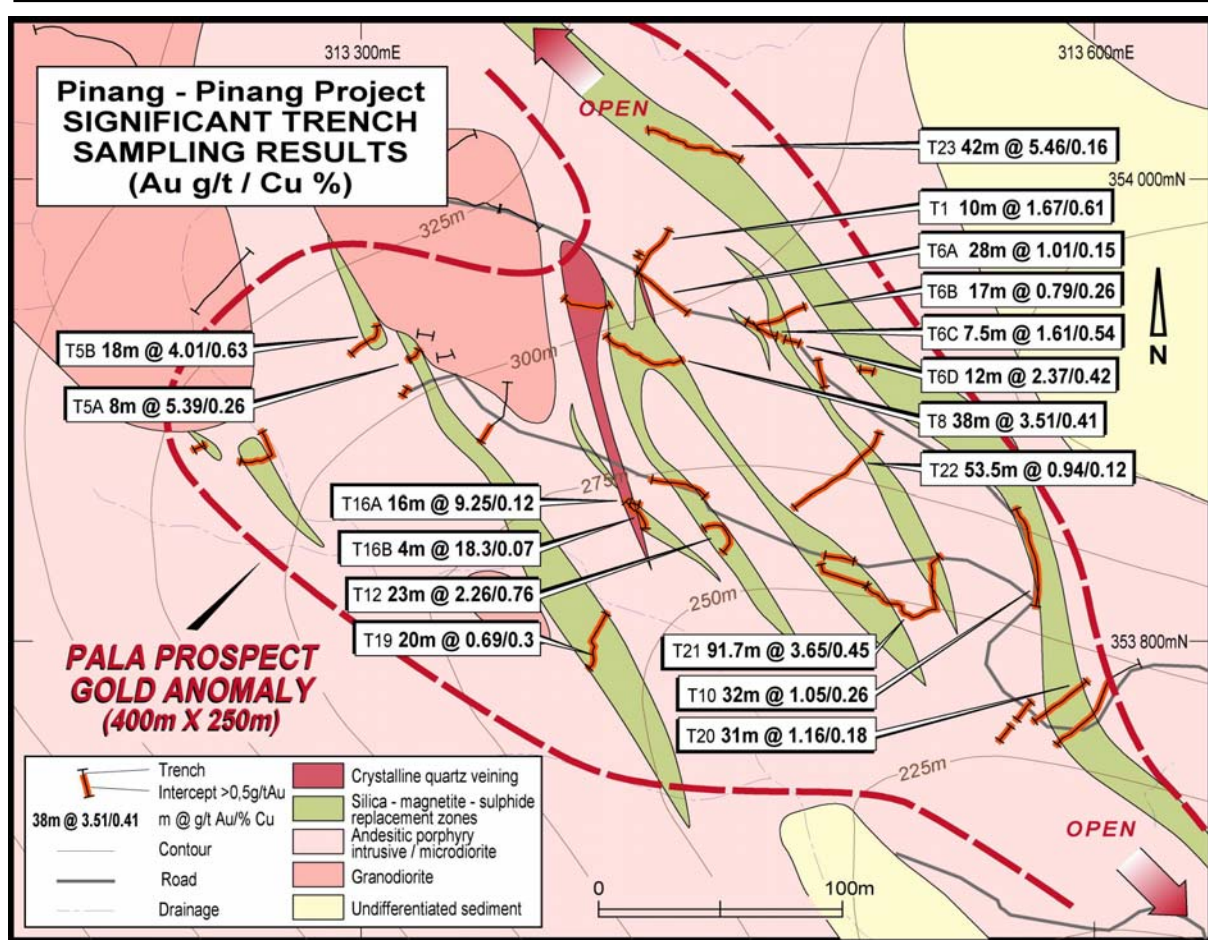 313 300mE
313 600mE
Pinang - Pinang Project
SIGNIFICANT TRENCH
SAMPLING RESULTS
(Au g/t / Cu %)
OPEN
T23 42m @ 5.46/0.16
354 000mN
T1 10m @ 1.67/0.61
325m
T6A 28m @ 1.01/0.15
T6B 17m @ 0.79/0.26
T6C 7.5m @ 1.61/0.54
N
T5B 18m @ 4.01/0.63
300m
T6D 12m @ 2.37/0.42
T5A 8m @ 5.39/0.26
T8 38m @ 3.51/0.41
T22 53.5m @ 0.94/0.12
275m
T16A 16m @ 9.25/0.12
T16B 4m @ 18.3/0.07
T12 23m @ 2.26/0.76
250m
T19 20m @ 0.69/0.3
353 800mN
T21 91.7m @ 3.65/0.45
T10 32m @ 1.05/0.26
T20 31m @ 1.16/0.18
PALA PROSPECT
GOLD ANOMALY
(400m X 250m)
225m
Trench
Intercept >0,5g/tAu
38m @ 3.51/0.41 m @ g/t Au/% Cu
Contour
Road
Drainage
Crystalline quartz veining
Silica - magnetite - sulphide
replacement zones
Andesitic porphyry
intrusive / microdiorite
Granodiorite
Undifferentiated sediment
0 100m
OPEN